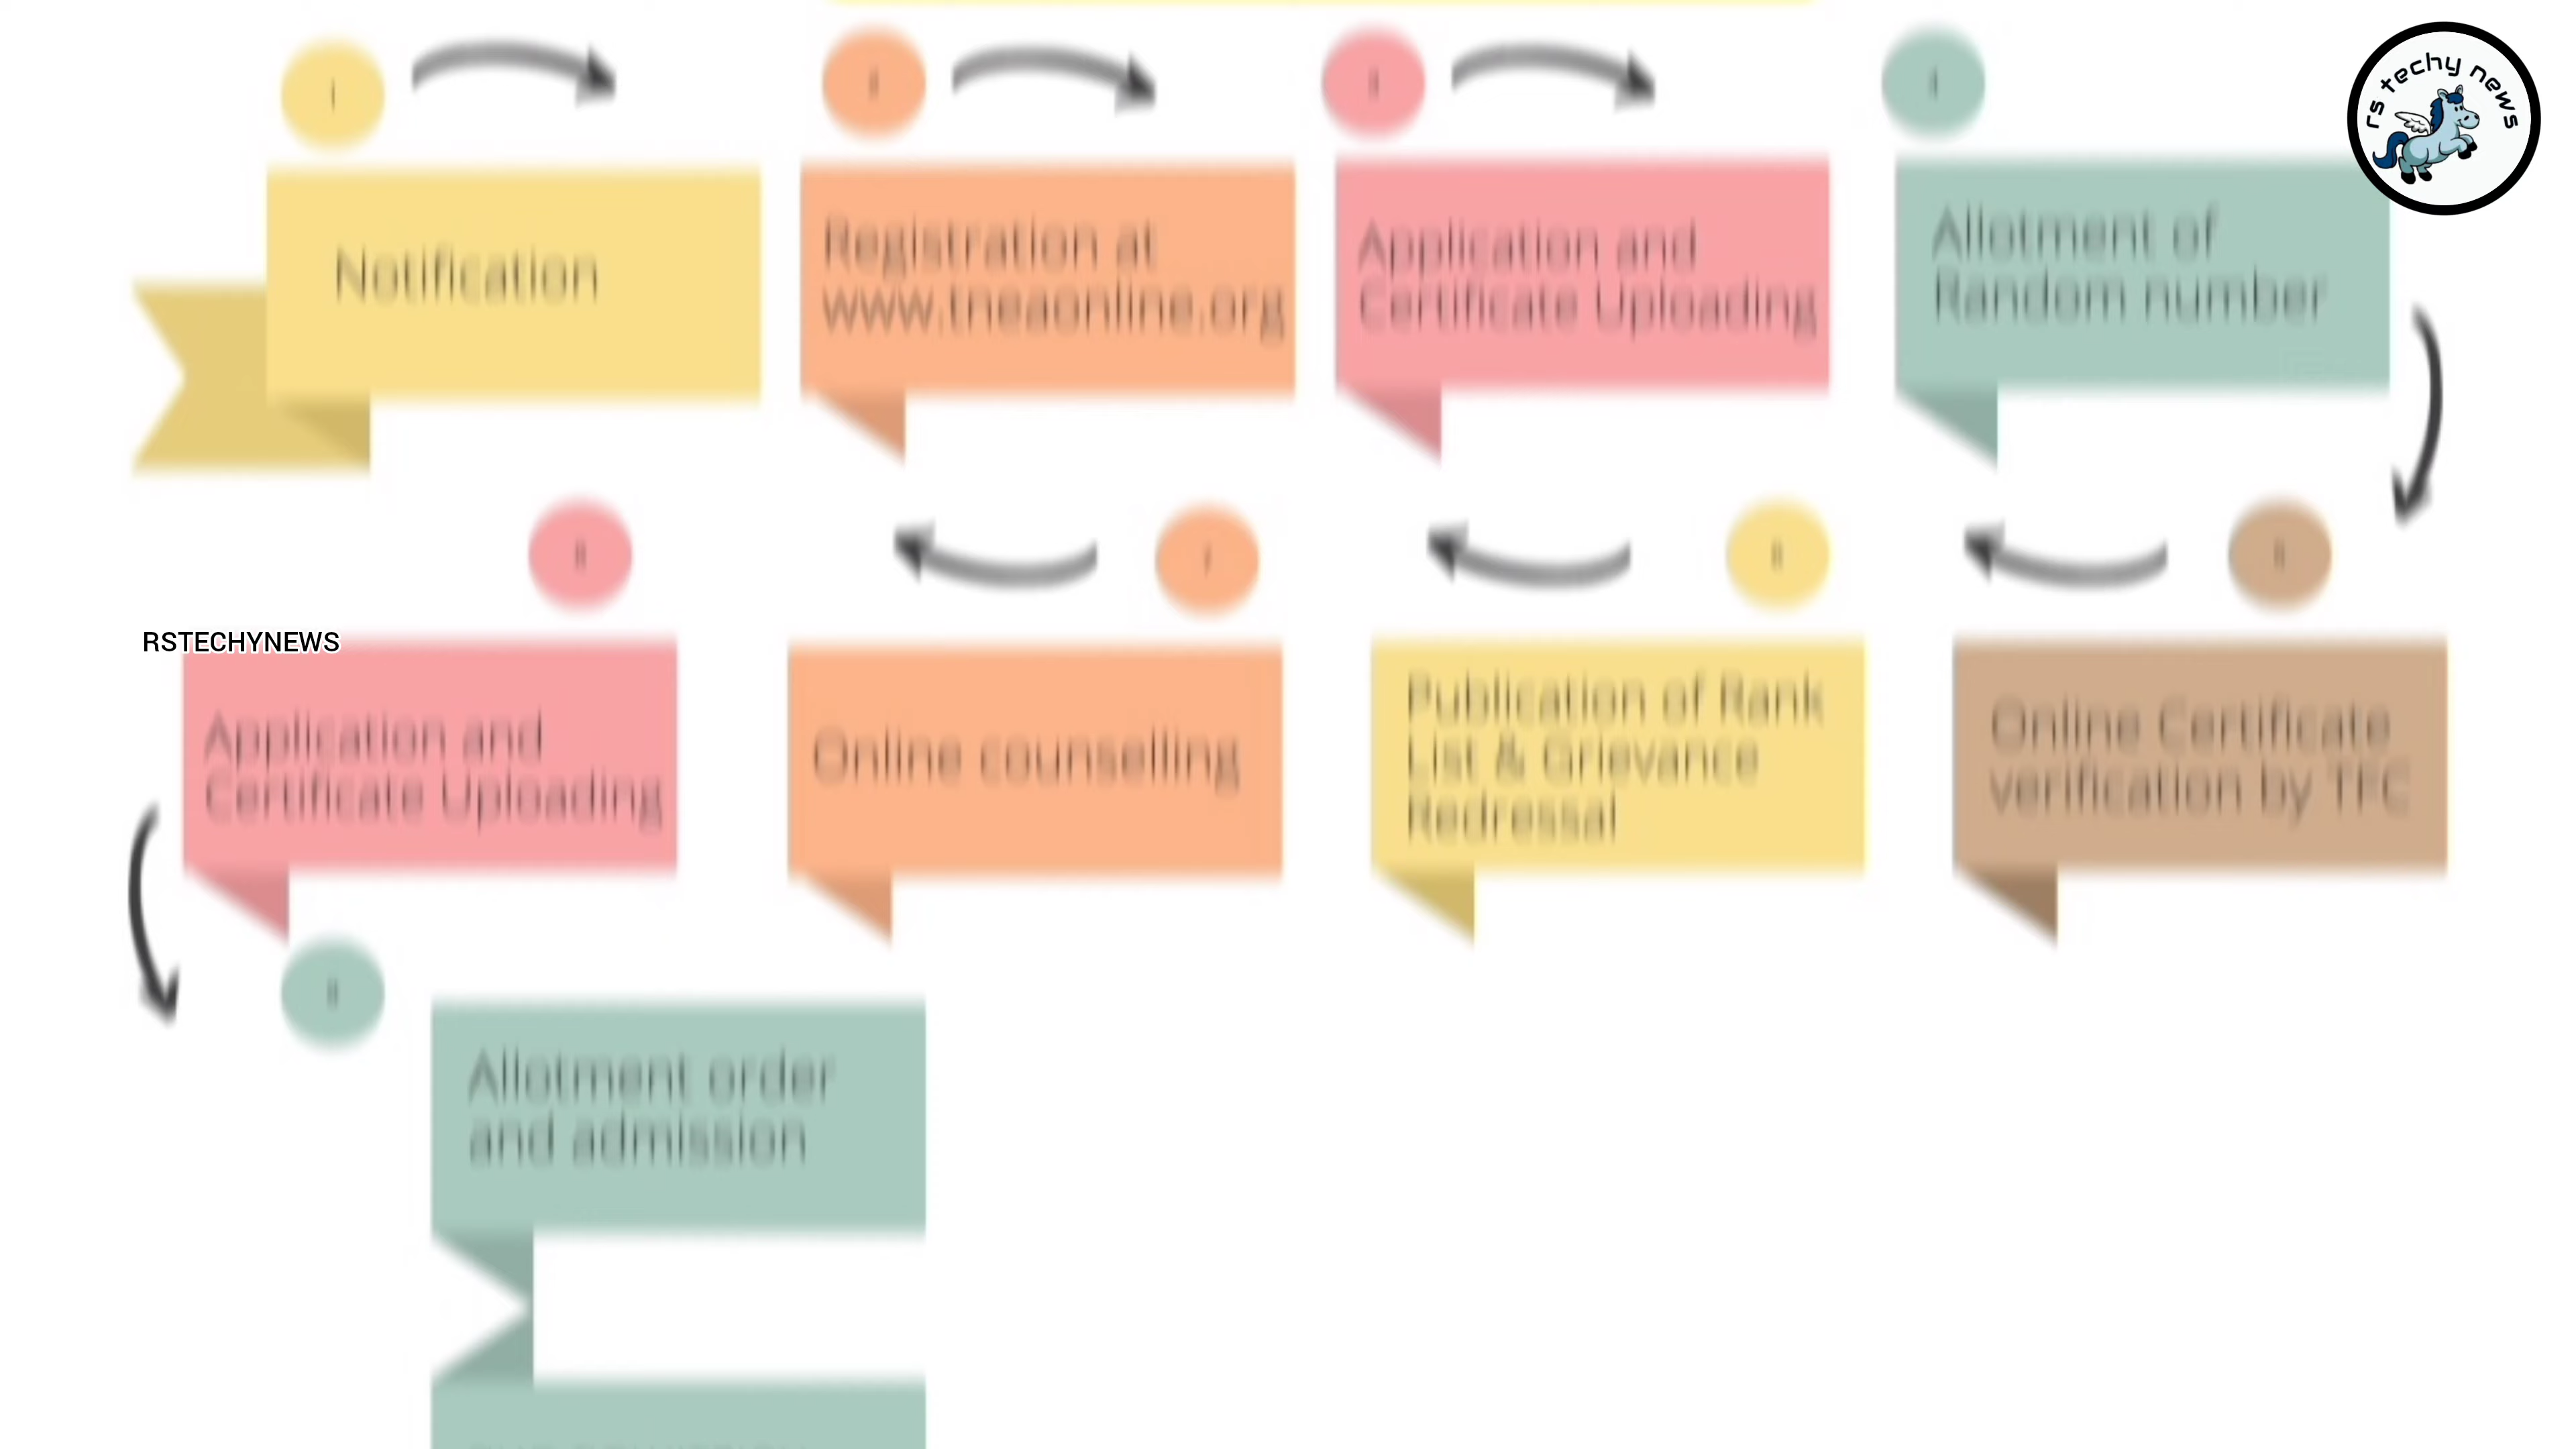 rs techy news
Notification
Registration at
www.tneaonline.org
Application and
Certificate Uploading
Allotment of
Random number
Online Certificate
verification by TFC
Publication of Rank
List & Grievance
Redressal
Online counselling
RSTECHYNEWS
Application and
Certificate Uploading
Allotment order
and admission